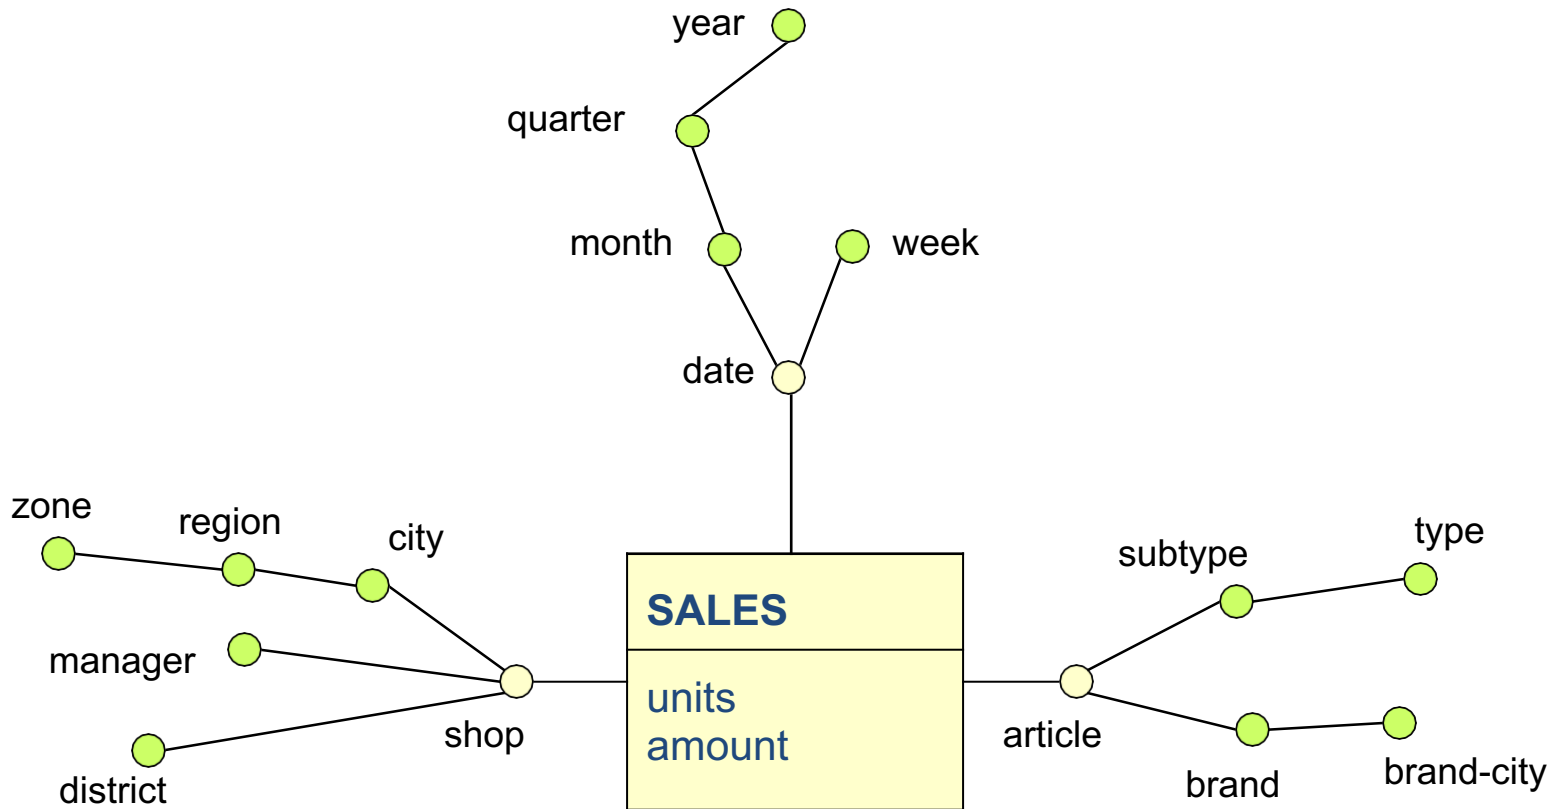 year
quarter
month
week
date
zone
region
city
manager
shop
district
SALES
units
amount
subtype
type
article
brand
brand-city